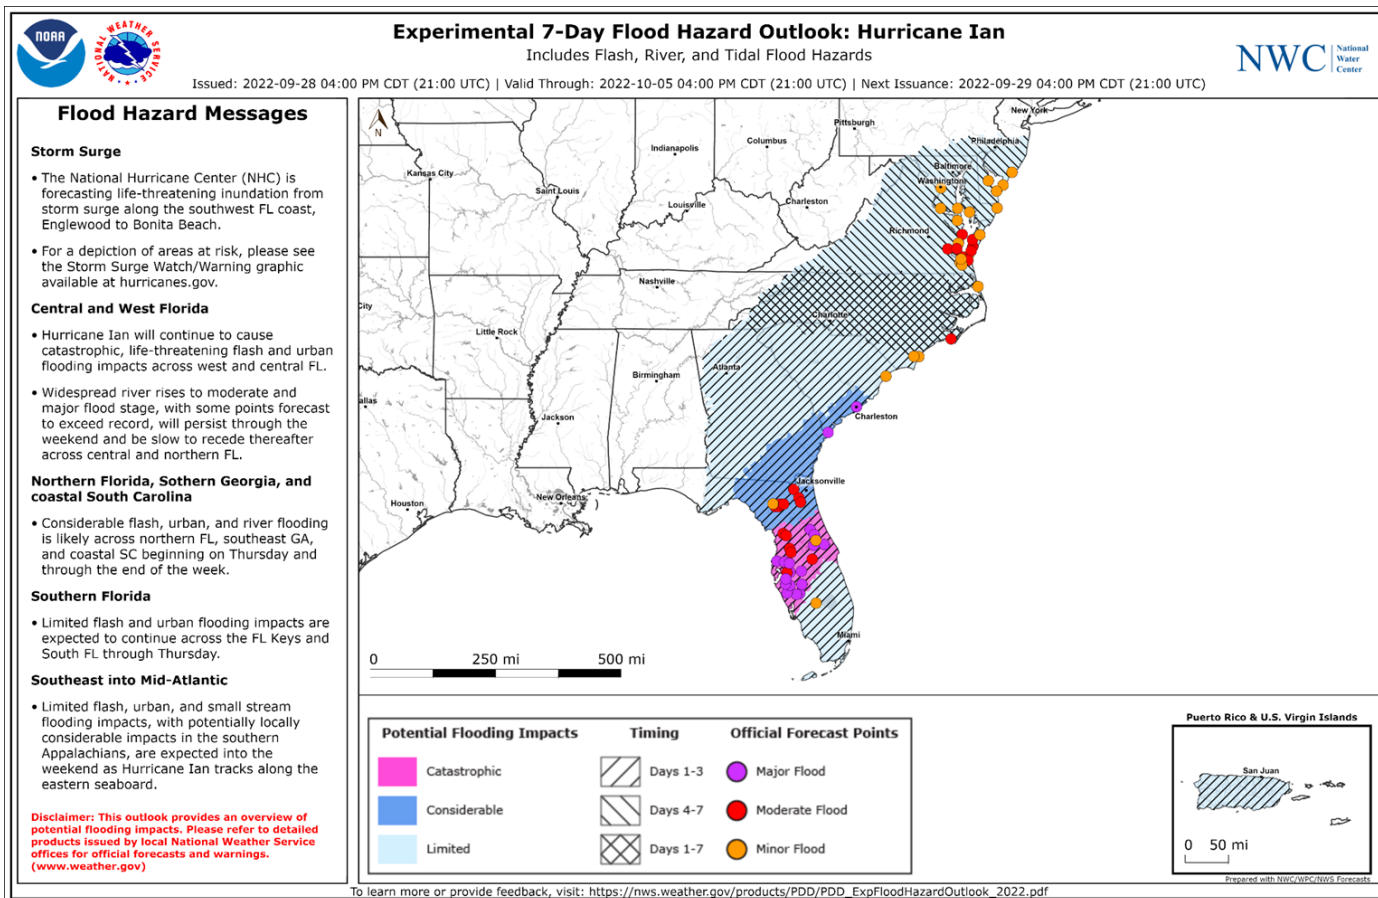 Experimental 7-Day Flood Hazard Outlook: Hurricane Ian
Includes Flash, River, and Tidal Flood Hazards
Issued: 2022-09-28 04:00 PM CDT (21:00 UTC) | Valid Through: 2022-10-05 04:00 PM CDT (21:00 UTC) | Next Issuance: 2022-09-29 04:00 PM CDT (21:00 UTC)
NOAA
NATIONAL WEATHER SERVICE
NWC
National
Water
Center
Flood Hazard Messages
Storm Surge
• The National Hurricane Center (NHC) is
forecasting life-threatening inundation from
storm surge along the southwest FL coast,
Englewood to Bonita Beach.
• For a depiction of areas at risk, please see
the Storm Surge Watch/Warning graphic
available at hurricanes.gov.
Central and West Florida
• Hurricane Ian will continue to cause
catastrophic, life-threatening flash and urban
flooding impacts across west and central FL.
• Widespread river rises to moderate and
major flood stage, with some points forecast
to exceed record, will persist through the
weekend and be slow to recede thereafter
across central and northern FL.
Northern Florida, Sothern Georgia, and
coastal South Carolina
• Considerable flash, urban, and river flooding
is likely across northern FL, southeast GA,
and coastal SC beginning on Thursday and
through the end of the week.
Southern Florida
• Limited flash and urban flooding impacts are
expected to continue across the FL Keys and
South FL through Thursday.
Southeast into Mid-Atlantic
• Limited flash, urban, and small stream
flooding impacts, with potentially locally
considerable impacts in the southern
Appalachians, are expected into the
weekend as Hurricane Ian tracks along the
eastern seaboard.
Disclaimer: This outlook provides an overview of
potential flooding impacts. Please refer to detailed
products issued by local National Weather Service
offices for official forecasts and warnings.
(www.weather.gov)
N
New York
Pittsburgh
Philadelphia
Columbus
Indianapolis
Baltimore
Washington
Kansas City
Saint Louis
Louisville
Charleston
Richmond
Nashville
City
Charlotte
Little Rock
Atlanta
Birmingham
allas
Jackson
Charleston
Jacksonville
New Orleans
Houston
Miami
0 250 mi 500 mi
Potential Flooding Impacts
Catastrophic
Considerable
Limited
Timing
Days 1-3
Days 4-7
Days 1-7
Official Forecast Points
Major Flood
Moderate Flood
Minor Flood
Puerto Rico & U.S. Virgin Islands
San Juan
0 50 mi
Prepared with NWC/WPC/NWS Forecasts
To learn more or provide feedback, visit: https://nws.weather.gov/products/PDD/PDD_ExpFloodHazardOutlook_2022.pdf